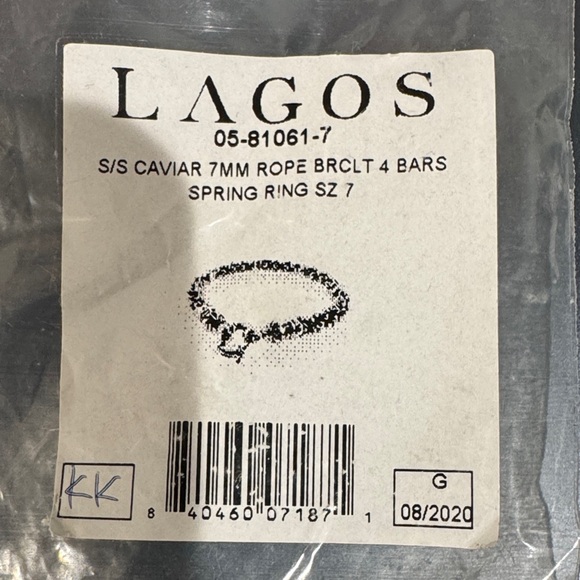 LAGOS
05-81061-7
S/S CAVIAR 7MM ROPE BRCLT 4 BARS
SPRING RING SZ 7
KK
8 40460 07187 1
G
08/2020